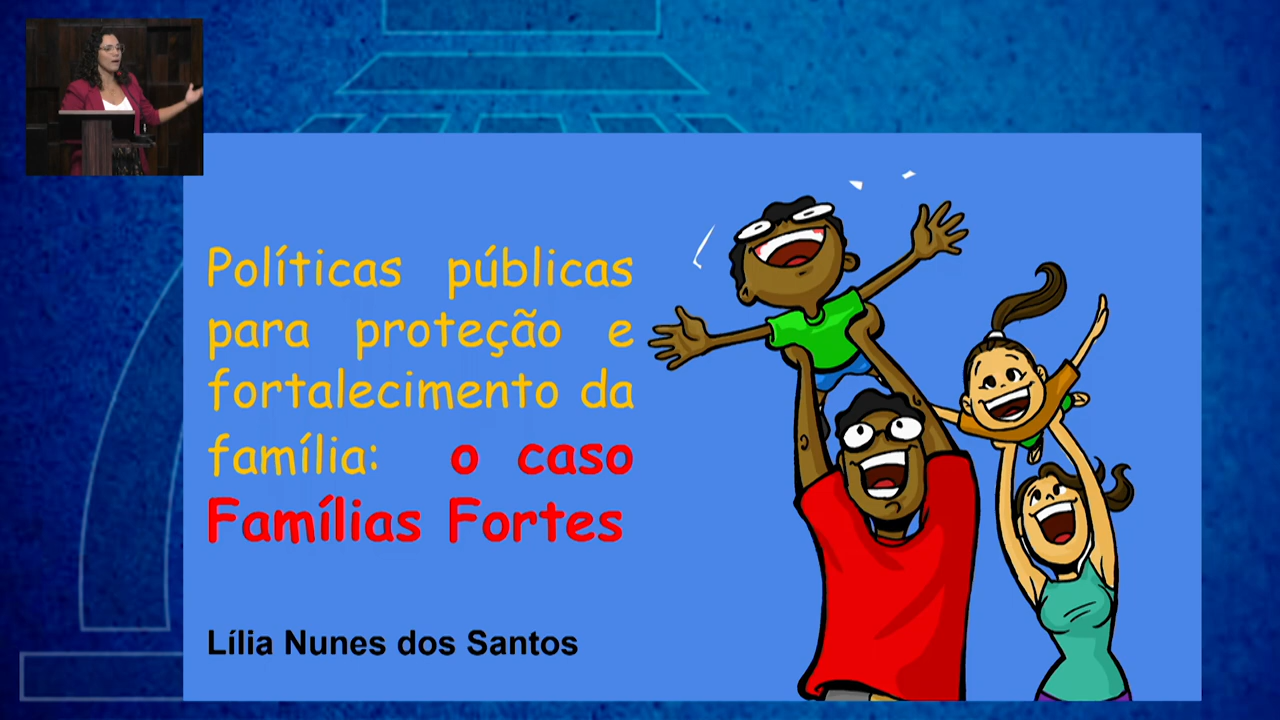 Políticas públicas
para proteção e
fortalecimento da
família: o caso
Famílias Fortes
Lília Nunes dos Santos